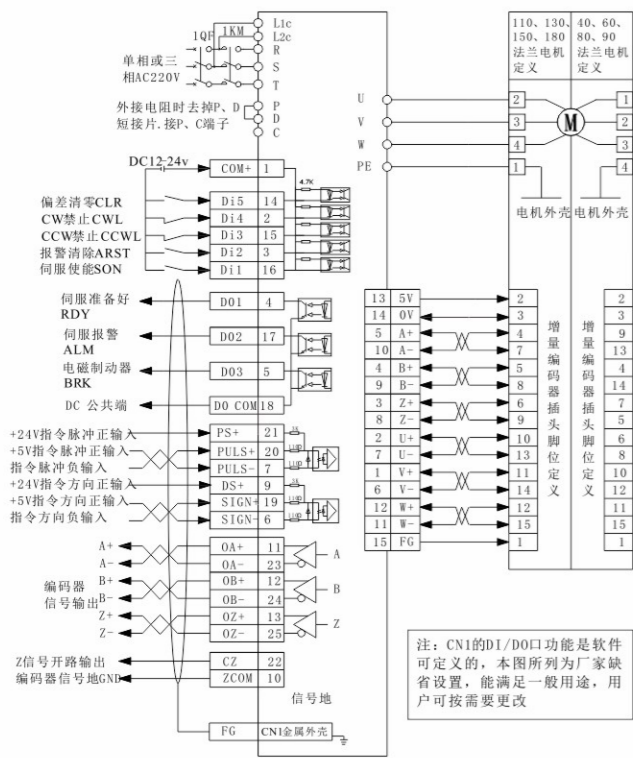 L1c
1KM
L2c
1QF
R
单相或三
相AC220V
S
T
外接电阻时去掉P、D
短接片.接P、C端子
P
D
C
U
V
W
PE
110、130、
150、180
法兰电机
定义
40、60、
80、90
法兰电机
定义
2
3
4
1
M
1
2
3
4
电机外壳
电机外壳
DC12-24v
COM+ 1
4.7K
偏差清零CLR
Di5 14
CW禁止CWL
Di4 2
CCW禁止CCWL
Di3 15
报警清除ARST
Di2 3
伺服使能SON
Di1 16
伺服准备好
RDY
DO1 4
伺服报警
ALM
DO2 17
电磁制动器
BRK
DO3 5
DC 公共端
DO COM 18
+24V指令脉冲正输入
PS+ 21
+5V指令脉冲正输入
PULS+ 20
指令脉冲负输入
PULS- 7
+24V指令方向正输入
DS+ 9
+5V指令方向正输入
SIGN+ 19
指令方向负输入
SIGN- 6
A+
OA+ 11
A
A-
OA- 23
编码器
信号输出
B+
OB+ 12
B
B-
OB- 24
Z+
OZ+ 13
Z
Z-
OZ- 25
Z信号开路输出
CZ 22
编码器信号地GND
ZCOM 10
信号地
FG
CN1金属外壳
13 5V 2 2
14 0V 3 3
5 A+ 4 9
10 A- 7 13
4 B+ 5 4
9 B- 8 14
3 Z+ 6 7
8 Z- 9 5
2 U+ 10 6
7 U- 13 8
1 V+ 11 10
6 V- 14 12
12 W+ 12 11
11 W- 15 15
15 FG 1 1
增量编码器插头脚位定义
增量编码器插头脚位定义
注：CN1的DI/DO口功能是软件
可定义的，本图所列为厂家缺
省设置，能满足一般用途，用
户可按需要更改